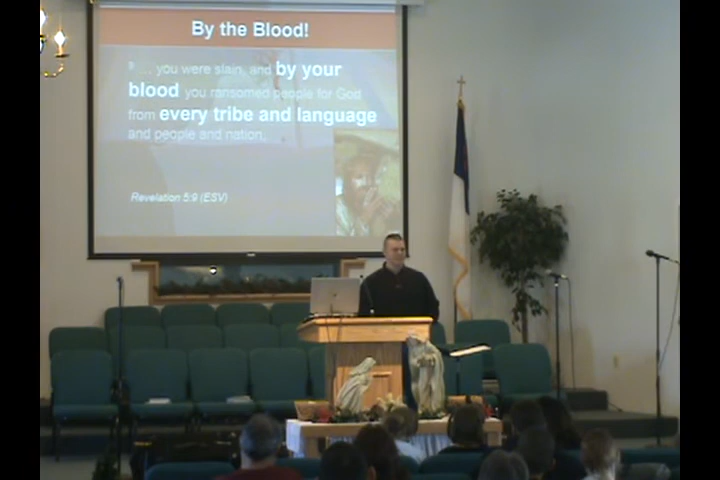 By the Blood!
9 ... you were slain, and by your
blood you ransomed people for God
from every tribe and language
and people and nation,
Revelation 5:9 (ESV)